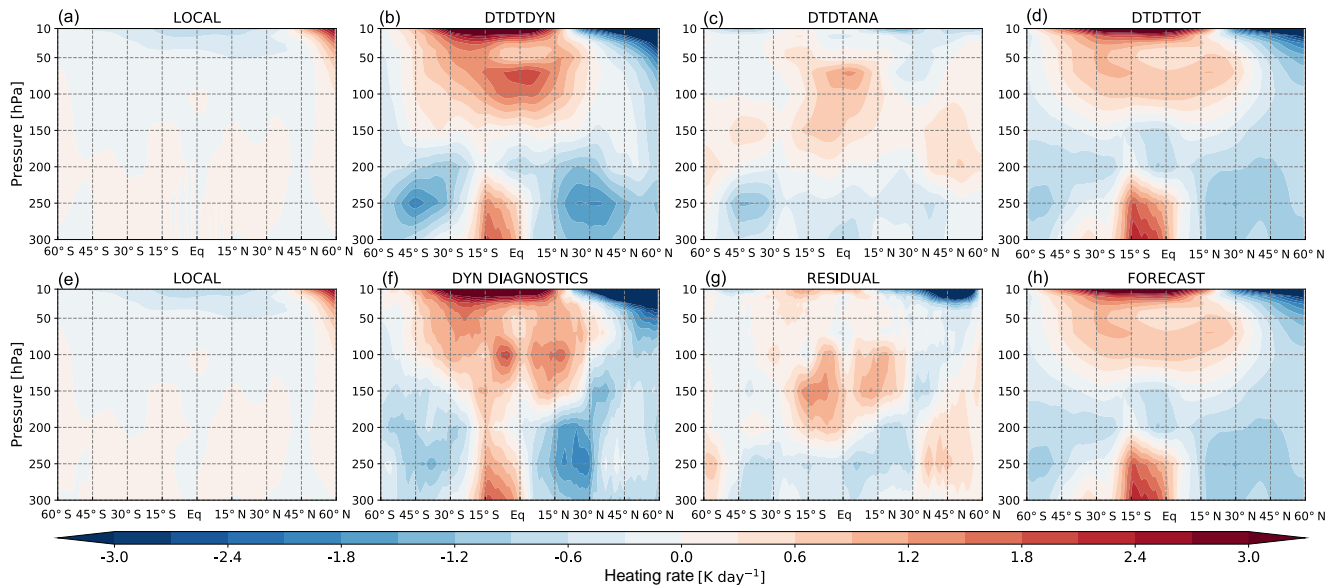 (a) LOCAL (b) DTDTDYN (c) DTDTANA (d) DTDTTOT
Pressure [hPa]
10
50
100
150
200
250
300
60° S 45° S 30° S 15° S Eq 15° N 30° N 45° N 60° N
60° S 45° S 30° S 15° S Eq 15° N 30° N 45° N 60° N
60° S 45° S 30° S 15° S Eq 15° N 30° N 45° N 60° N
60° S 45° S 30° S 15° S Eq 15° N 30° N 45° N 60° N
(e) LOCAL (f) DYN DIAGNOSTICS (g) RESIDUAL (h) FORECAST
Pressure [hPa]
10
50
100
150
200
250
300
60° S 45° S 30° S 15° S Eq 15° N 30° N 45° N 60° N
60° S 45° S 30° S 15° S Eq 15° N 30° N 45° N 60° N
60° S 45° S 30° S 15° S Eq 15° N 30° N 45° N 60° N
60° S 45° S 30° S 15° S Eq 15° N 30° N 45° N 60° N
-3.0 -2.4 -1.8 -1.2 -0.6 0.0 0.6 1.2 1.8 2.4 3.0
Heating rate [K day⁻¹]